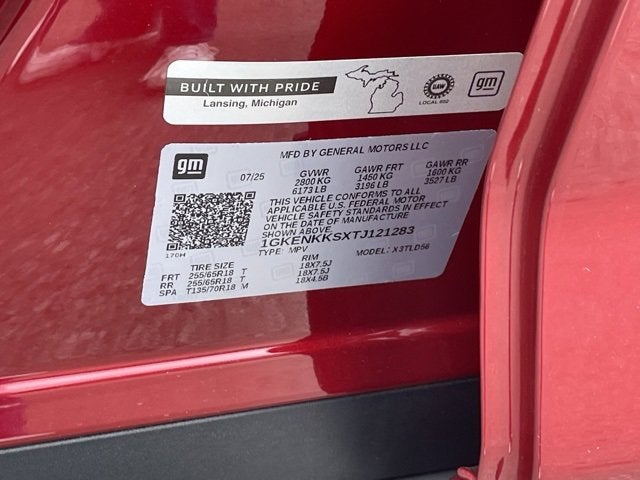 BUILT WITH PRIDE
Lansing, Michigan
UAW
LOCAL 602
gm
gm
MFD BY GENERAL MOTORS LLC
07/25
GVWR GAWR FRT GAWR RR
2800 KG 1450 KG 1600 KG
6173 LB 3196 LB 3527 LB
THIS VEHICLE CONFORMS TO ALL
APPLICABLE U.S. FEDERAL MOTOR
VEHICLE SAFETY STANDARDS IN EFFECT
ON THE DATE OF MANUFACTURE
SHOWN ABOVE.
1GKENKKSXTJ121283
TYPE: MPV MODEL: X3TLD56
170H
TIRE SIZE RIM
FRT 255/65R18 T 18X7.5J
RR 255/65R18 T 18X7.5J
SPA T135/70R18 M 18X4.5B